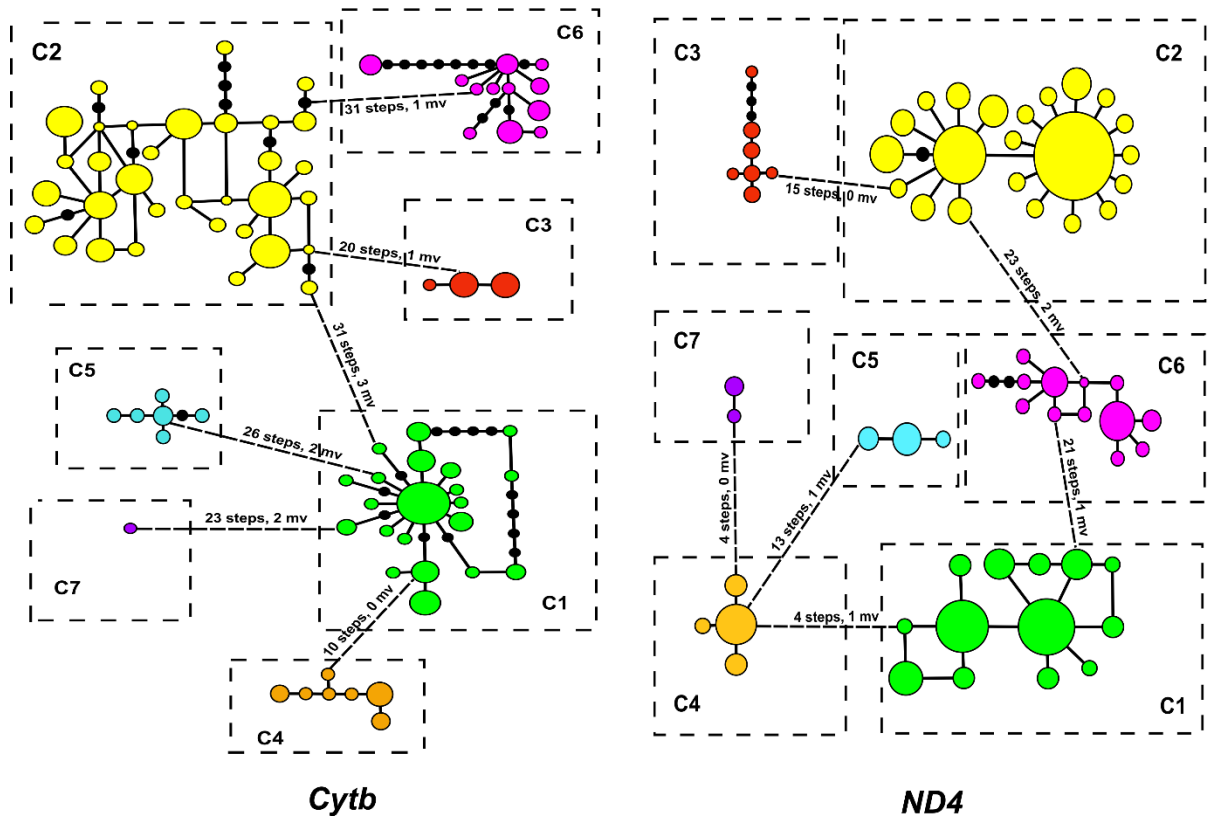 C2
C6
31 steps, 1 mv
C3
20 steps, 1 mv
31 steps, 3 mv
C5
26 steps, 2 mv
23 steps, 2 mv
C7
C1
10 steps, 0 mv
C4
Cytb
C3
C2
15 steps, 0 mv
23 steps, 2 mv
C7
C5
C6
21 steps, 1 mv
4 steps, 0 mv
13 steps, 1 mv
4 steps, 1 mv
C4
C1
ND4